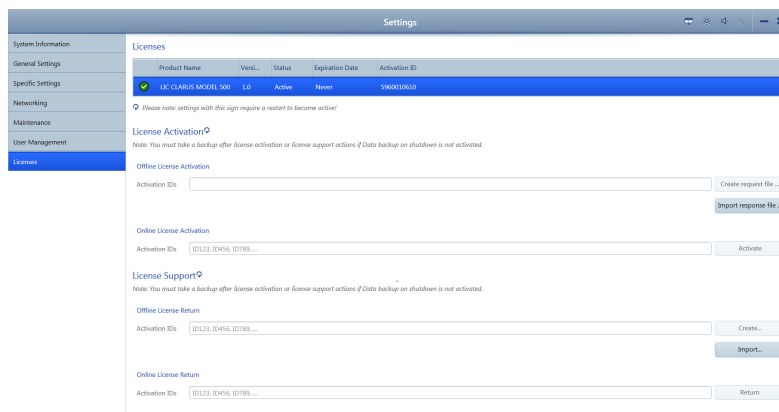 Settings
System Information
General Settings
Specific Settings
Networking
Maintenance
User Management
Licenses
Licenses
Product Name Versi... Status Expiration Date Activation ID
LIC CLARUS MODEL 500 1.0 Active Never 5960010610
Please note: settings with this sign require a restart to become active!
License Activation
Note: You must take a backup after license activation or license support actions if Data backup on shutdown is not activated.
Offline License Activation
Activation IDs Create request file ...
Import response file ..
Online License Activation
Activation IDs ID123, ID456, ID789, ... Activate
License Support
Note: You must take a backup after license activation or license support actions if Data backup on shutdown is not activated.
Offline License Return
Activation IDs ID123, ID456, ID789, ... Create...
Import...
Online License Return
Activation IDs ID123, ID456, ID789, ... Return